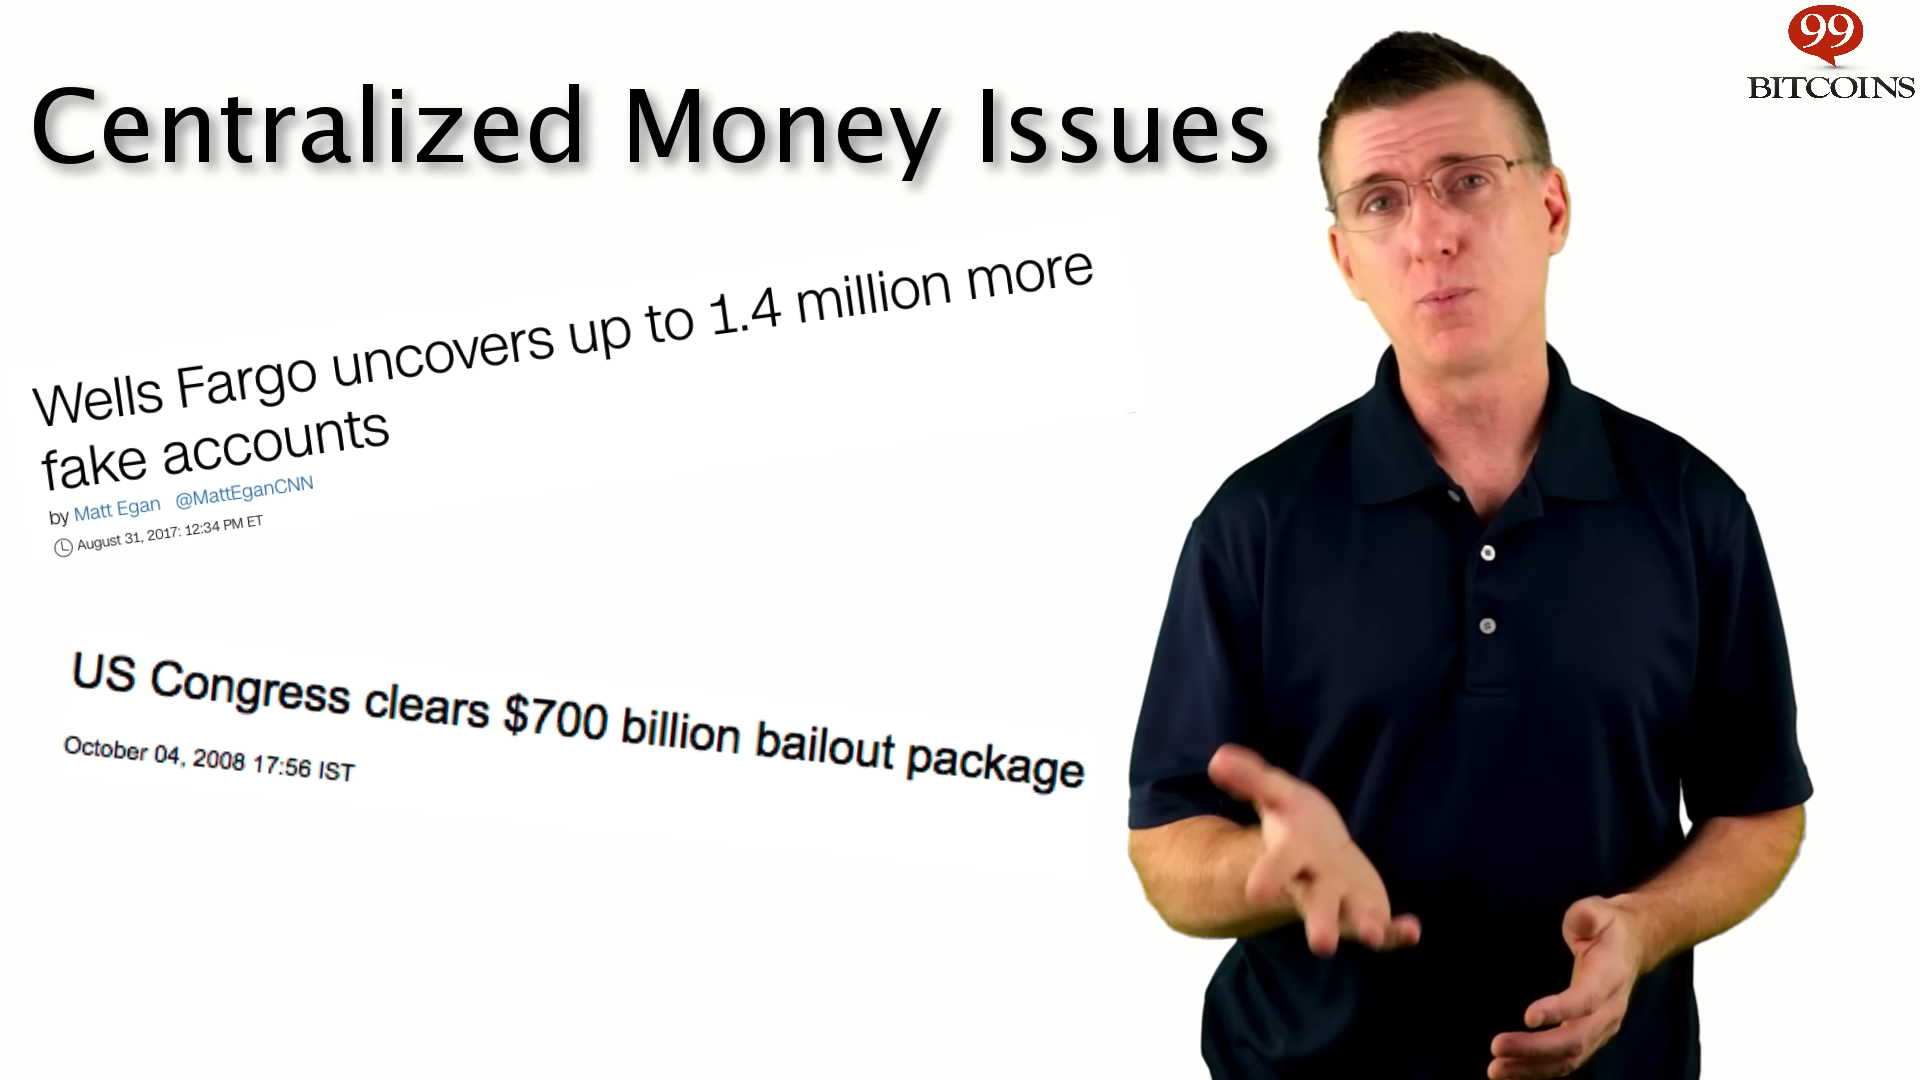 99
BITCOINS
Centralized Money Issues
Wells Fargo uncovers up to 1.4 million more
fake accounts
by Matt Egan @MattEganCNN
August 31, 2017: 12:34 PM ET
US Congress clears $700 billion bailout package
October 04, 2008 17:56 IST